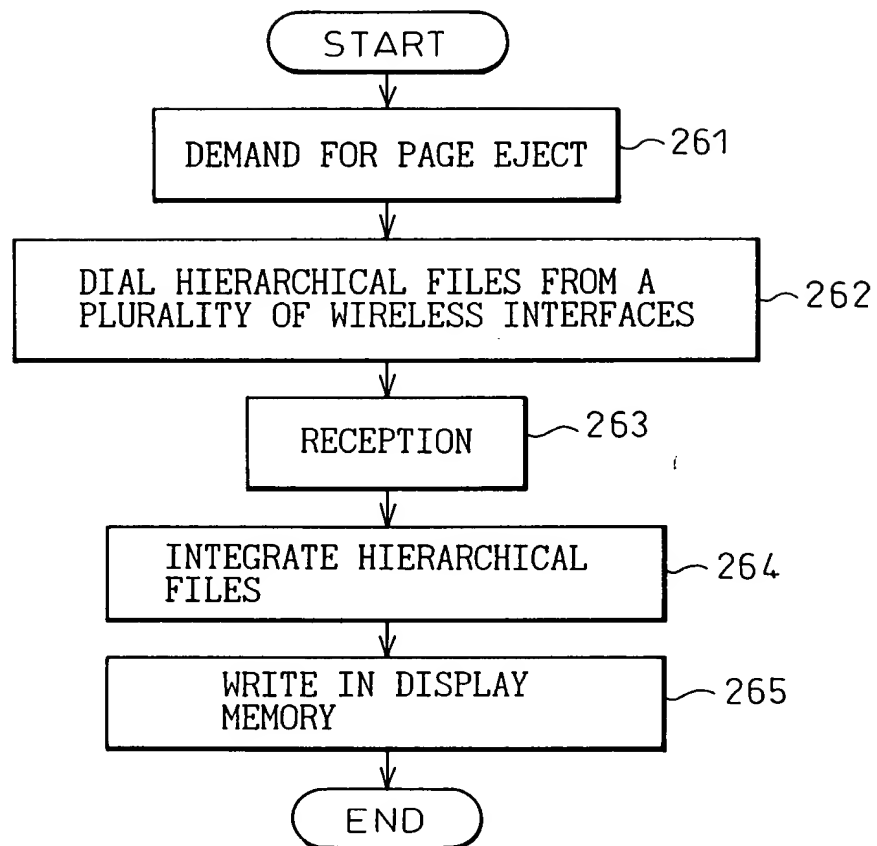 START
DEMAND FOR PAGE EJECT
261
DIAL HIERARCHICAL FILES FROM A
PLURALITY OF WIRELESS INTERFACES
262
RECEPTION
263
INTEGRATE HIERARCHICAL
FILES
264
WRITE IN DISPLAY
MEMORY
265
END